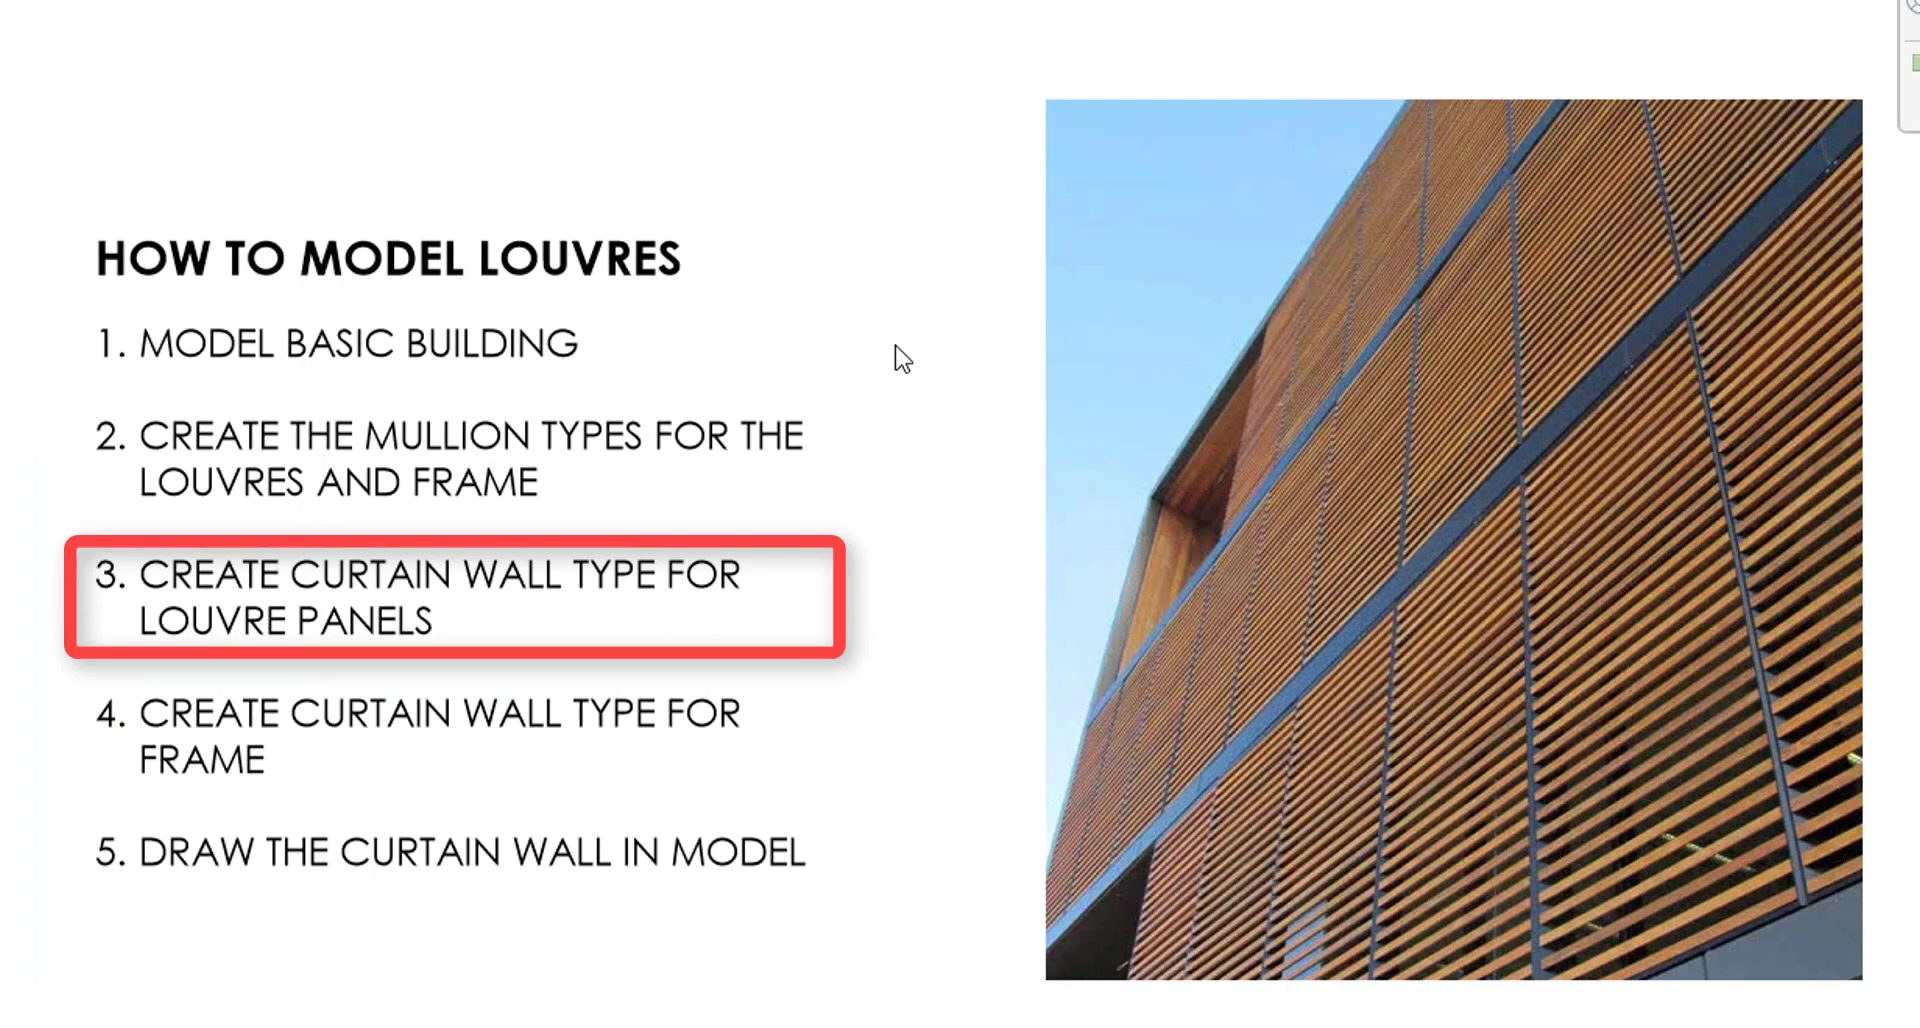 HOW TO MODEL LOUVRES
1. MODEL BASIC BUILDING
2. CREATE THE MULLION TYPES FOR THE
LOUVRES AND FRAME
3. CREATE CURTAIN WALL TYPE FOR
LOUVRE PANELS
4. CREATE CURTAIN WALL TYPE FOR
FRAME
5. DRAW THE CURTAIN WALL IN MODEL